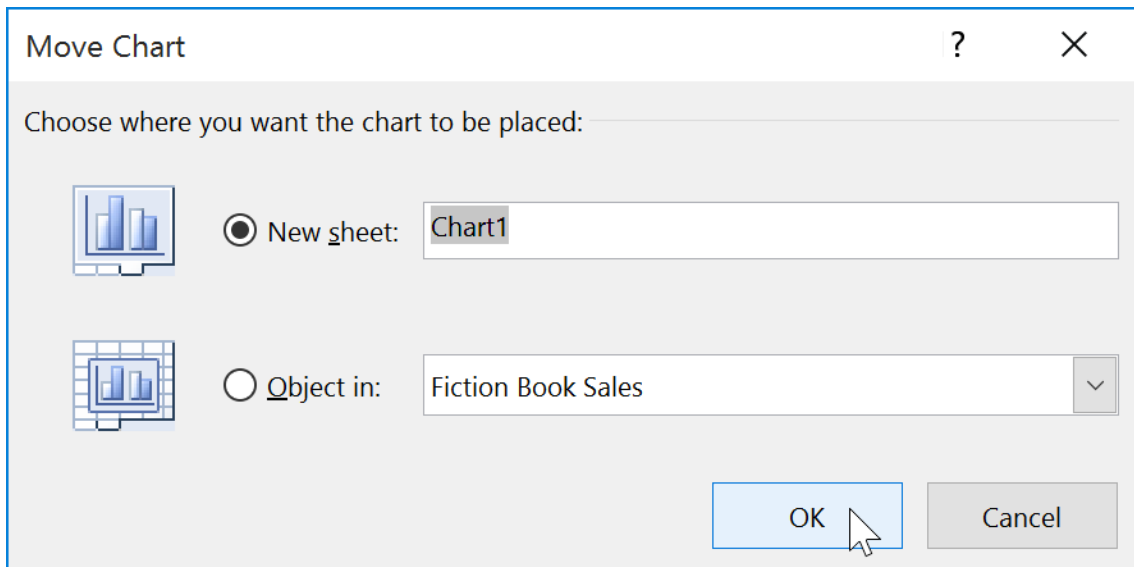 Move Chart ?
Choose where you want the chart to be placed:
New sheet: Chart1
Object in: Fiction Book Sales
OK Cancel